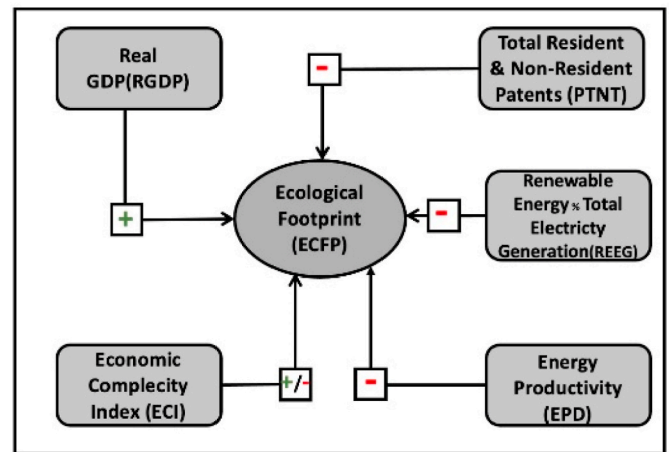 Real
GDP(RGDP)
-
Total Resident
& Non-Resident
Patents (PTNT)
+
Ecological
Footprint
(ECFP)
-
Renewable
Energy % Total
Electricty
Generation(REEG)
Economic
Complecity
Index (ECI)
+/-
-
Energy
Productivity
(EPD)